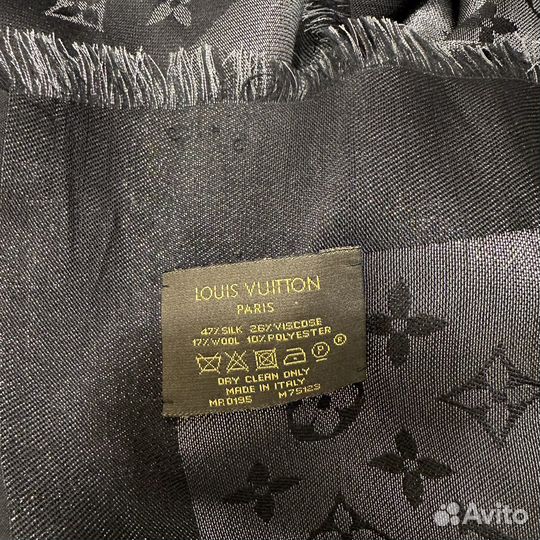 LOUIS VUITTON
PARIS
47%SILK 26%VISCOSE
17%WOOL 10%POLYESTER
P ®
DRY CLEAN ONLY
MADE IN ITALY
MR0195 M75123
Avito